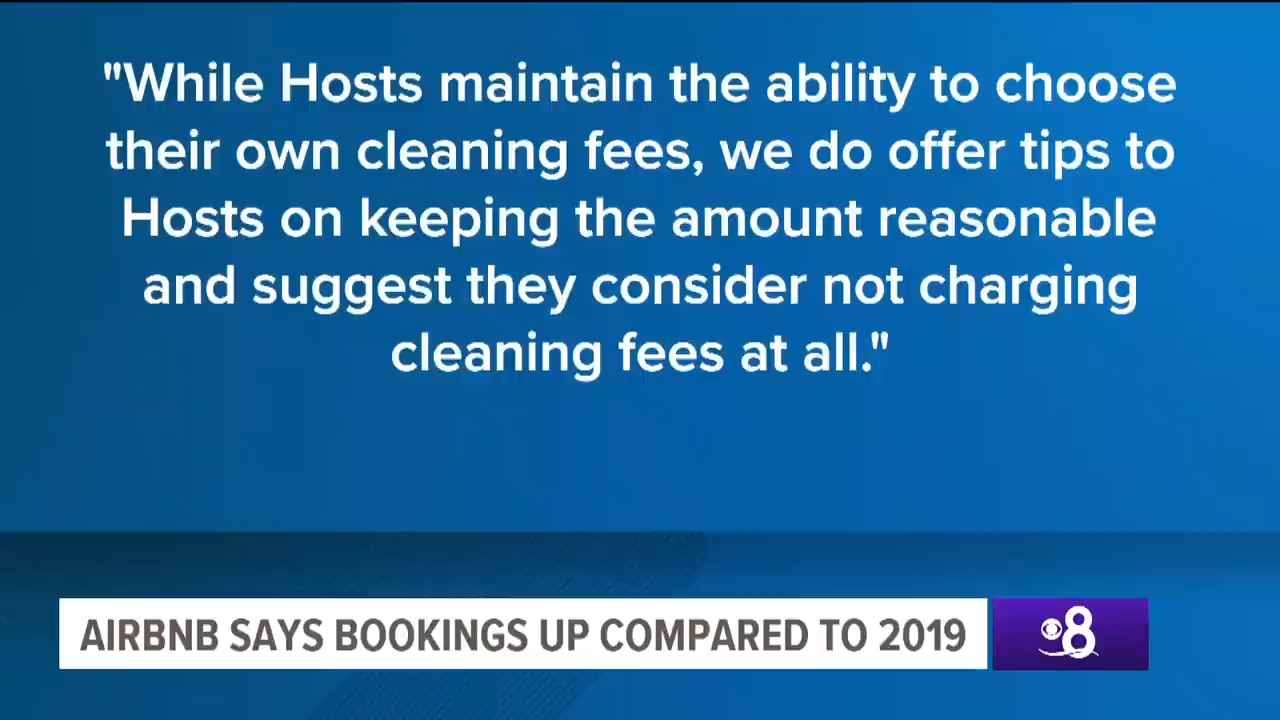 "While Hosts maintain the ability to choose
their own cleaning fees, we do offer tips to
Hosts on keeping the amount reasonable
and suggest they consider not charging
cleaning fees at all."
AIRBNB SAYS BOOKINGS UP COMPARED TO 2019
8